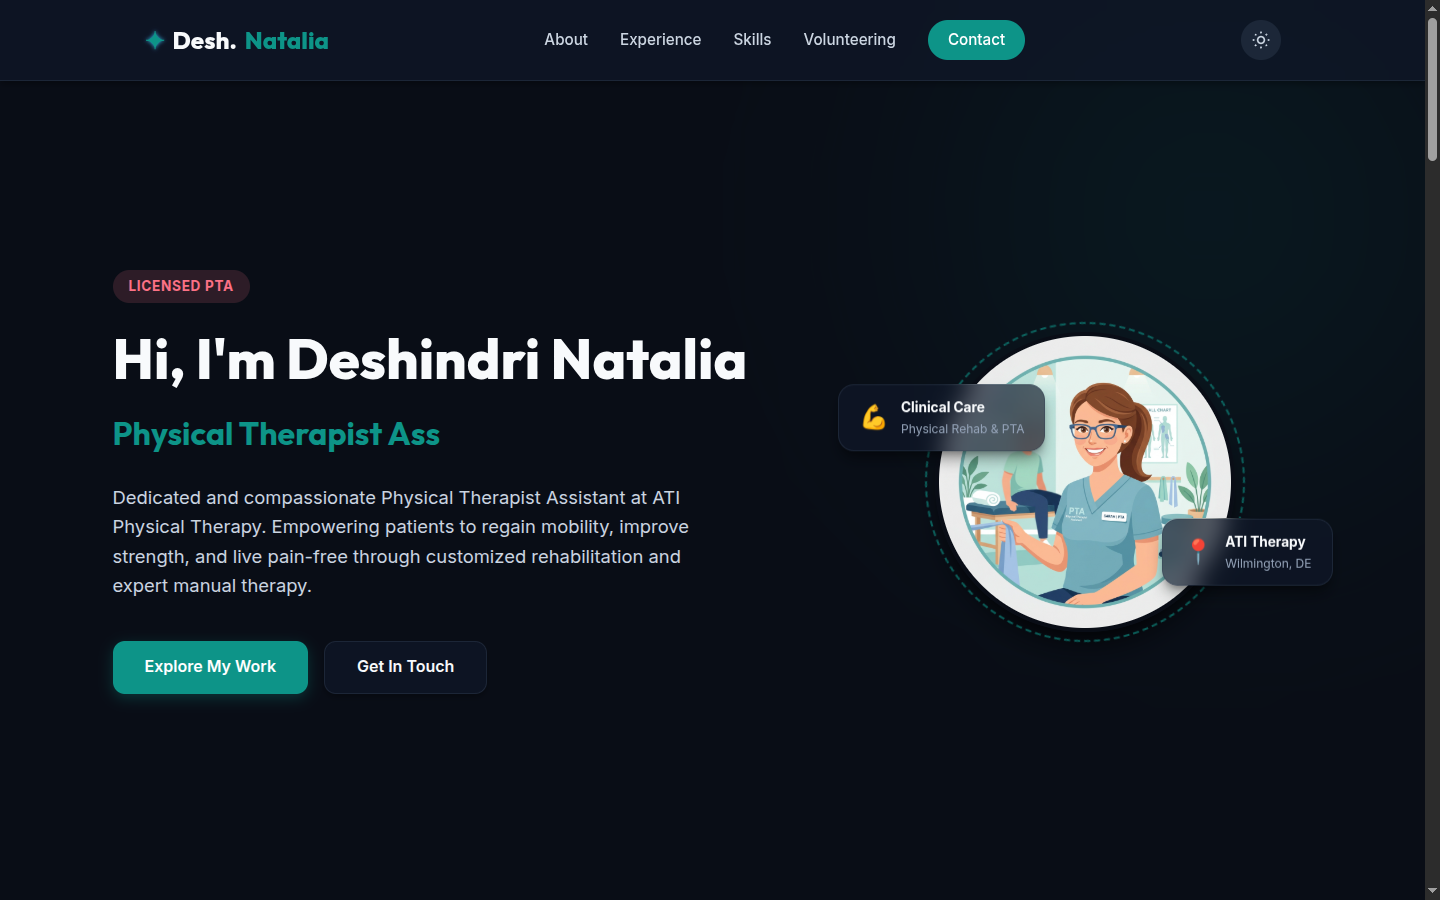 ✦ Desh. Natalia
About
Experience
Skills
Volunteering
Contact
LICENSED PTA
Hi, I'm Deshindri Natalia
Physical Therapist Ass
Dedicated and compassionate Physical Therapist Assistant at ATI
Physical Therapy. Empowering patients to regain mobility, improve
strength, and live pain-free through customized rehabilitation and
expert manual therapy.
Explore My Work
Get In Touch
Clinical Care
Physical Rehab & PTA
PTA
ATI Therapy
Wilmington, DE